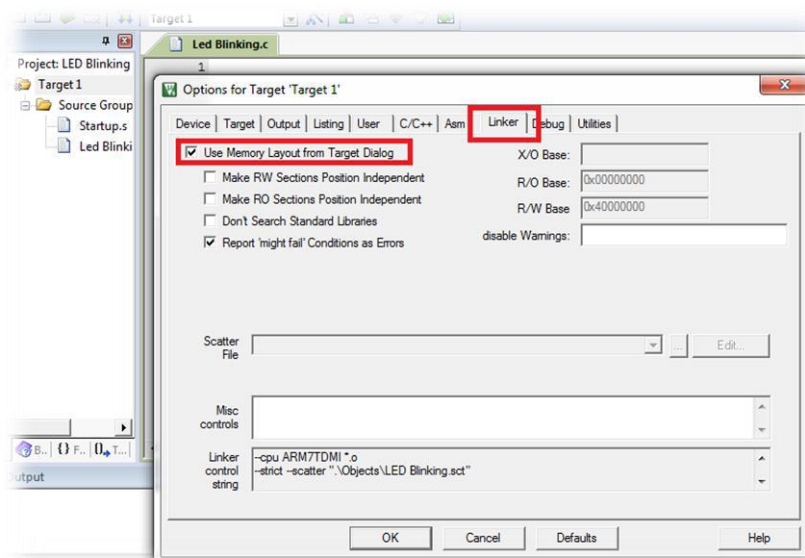 Target 1
Project: LED Blinking
Target 1
Source Group
Startup.s
Led Blinki
B... {} F... 0 T...
Led Blinking.c
1
Options for Target 'Target 1'
Device Target Output Listing User C/C++ Asm Linker Debug Utilities
Use Memory Layout from Target Dialog
Make RW Sections Position Independent
Make RO Sections Position Independent
Don't Search Standard Libraries
Report 'might fail' Conditions as Errors
X/O Base:
R/O Base: 0x00000000
R/W Base 0x40000000
disable Warnings:
Scatter
File
... Edit...
Misc
controls
Linker
control
string
--cpu ARM7TDMI *.o
--strict --scatter ".\Objects\LED Blinking.sct"
OK Cancel Defaults Help